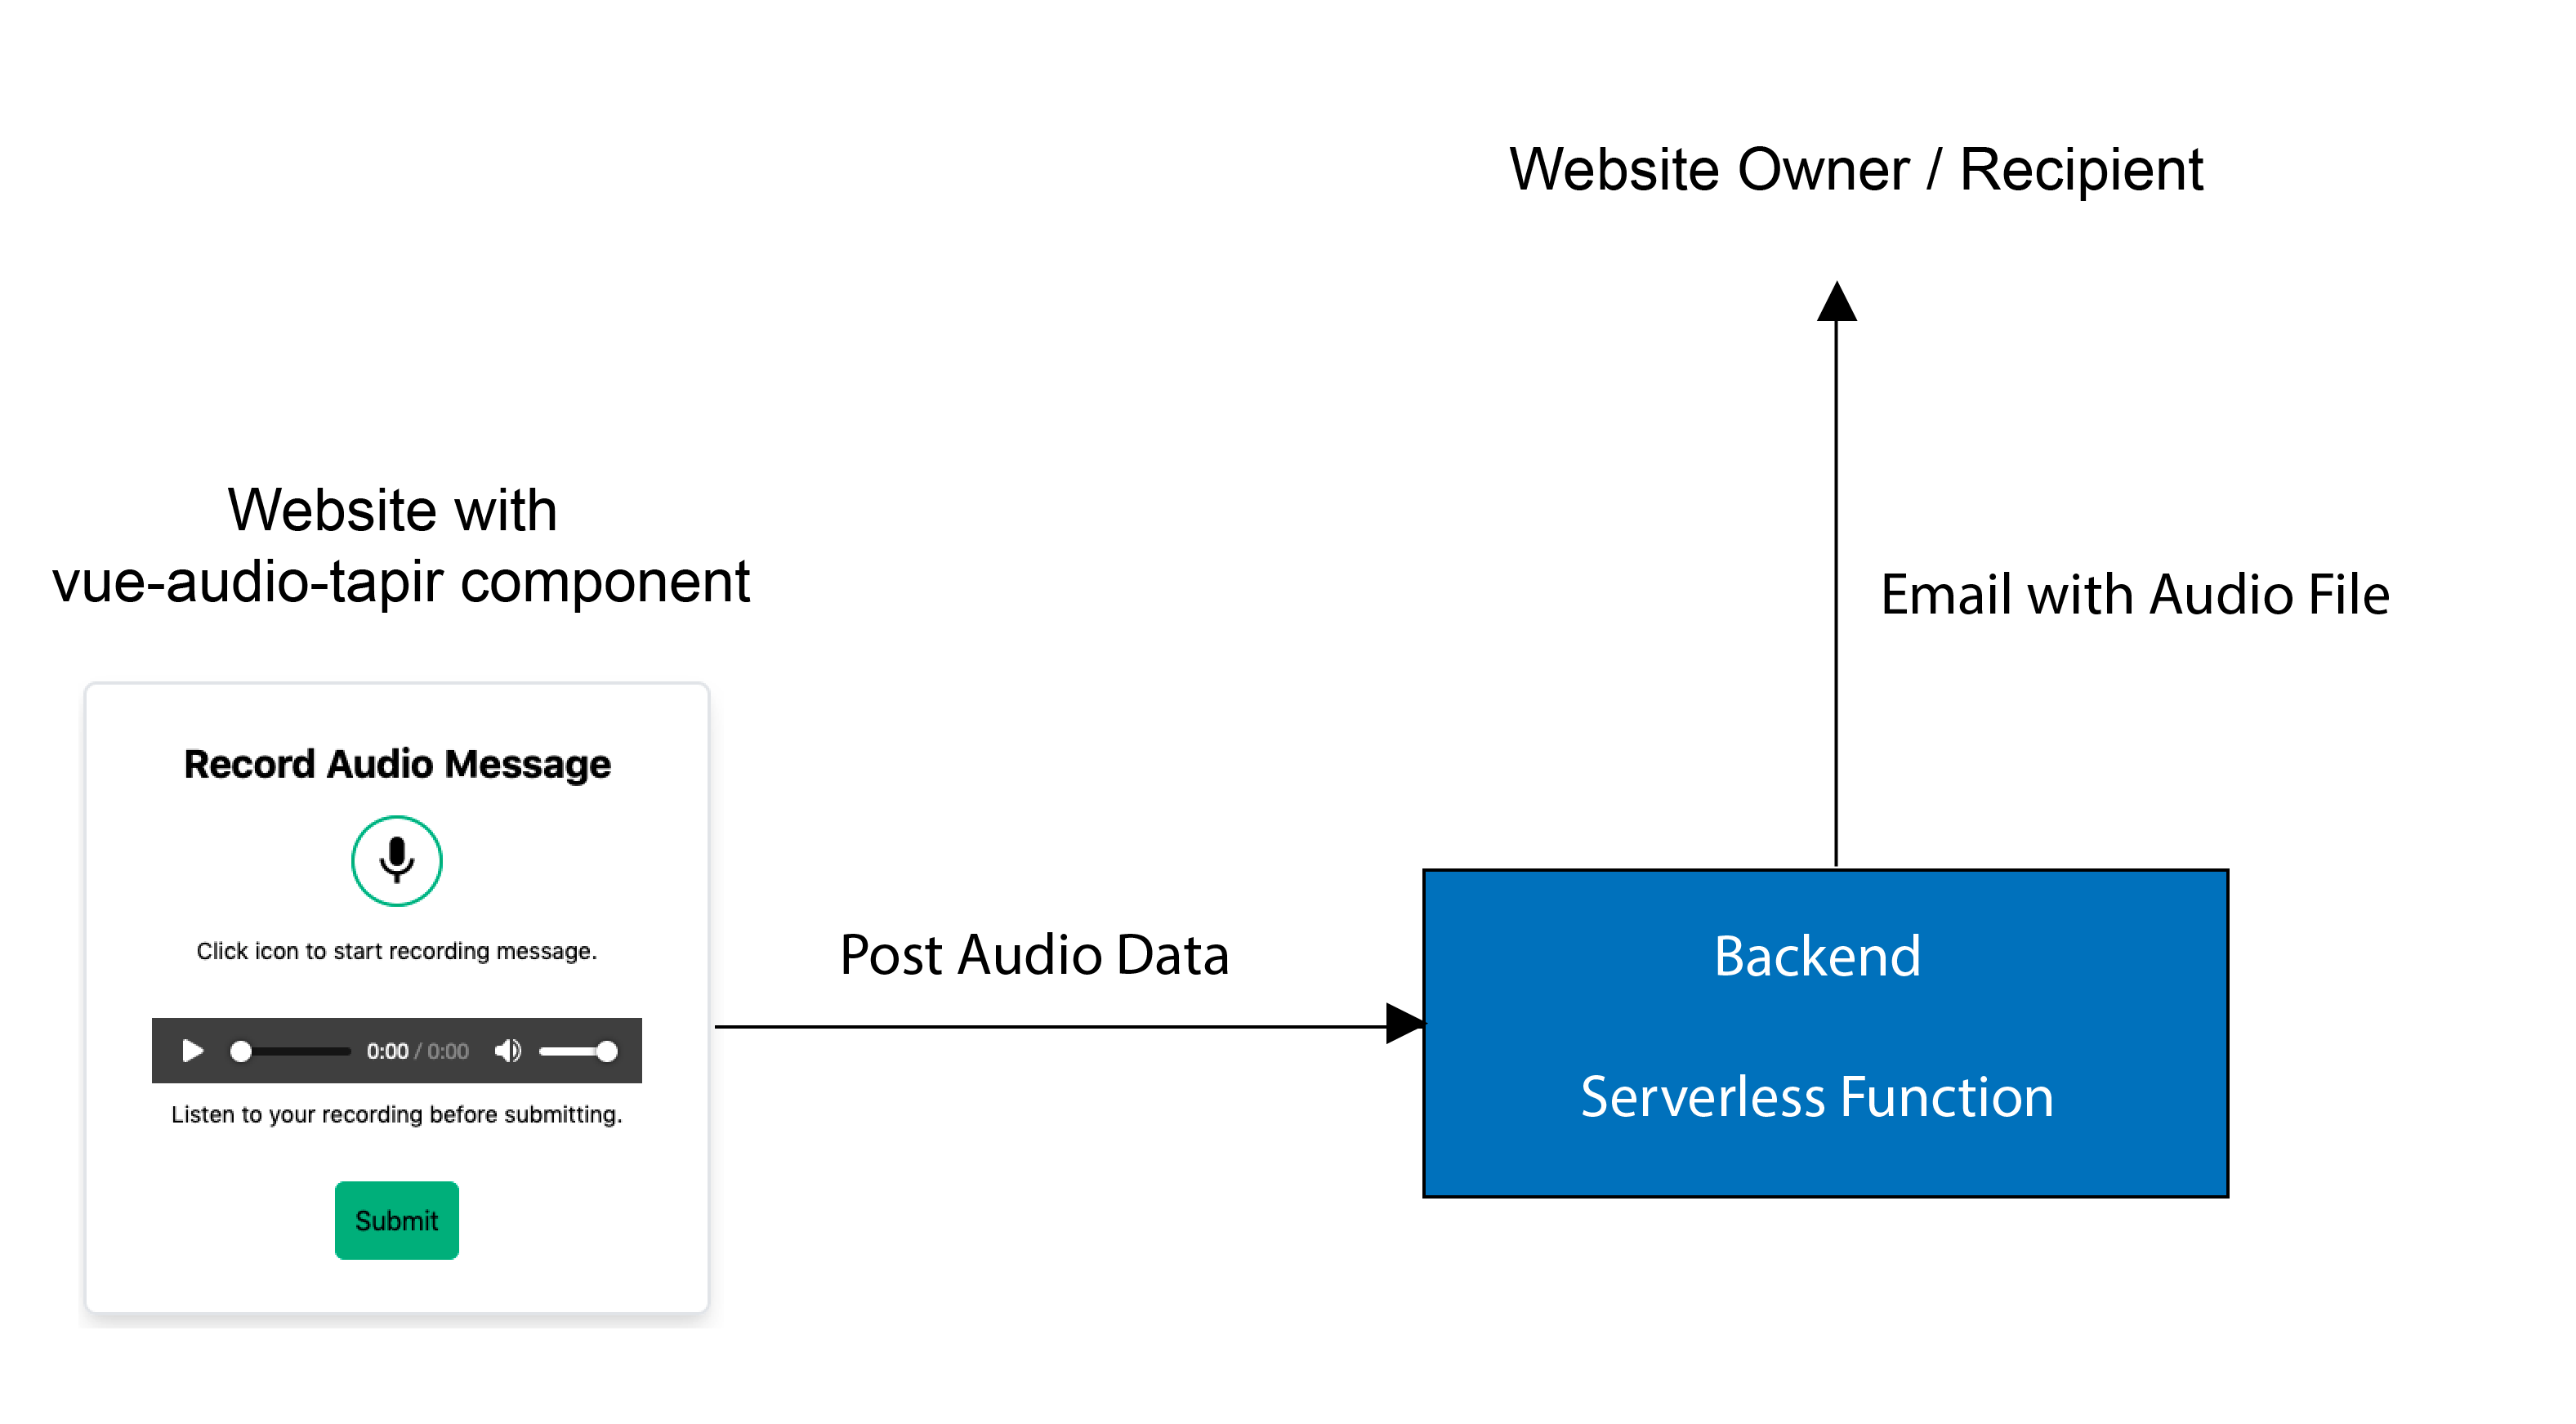 Website Owner / Recipient
Website with
vue-audio-tapir component
Email with Audio File
Record Audio Message
Click icon to start recording message.
0:00 / 0:00
Listen to your recording before submitting.
Submit
Post Audio Data
Backend
Serverless Function